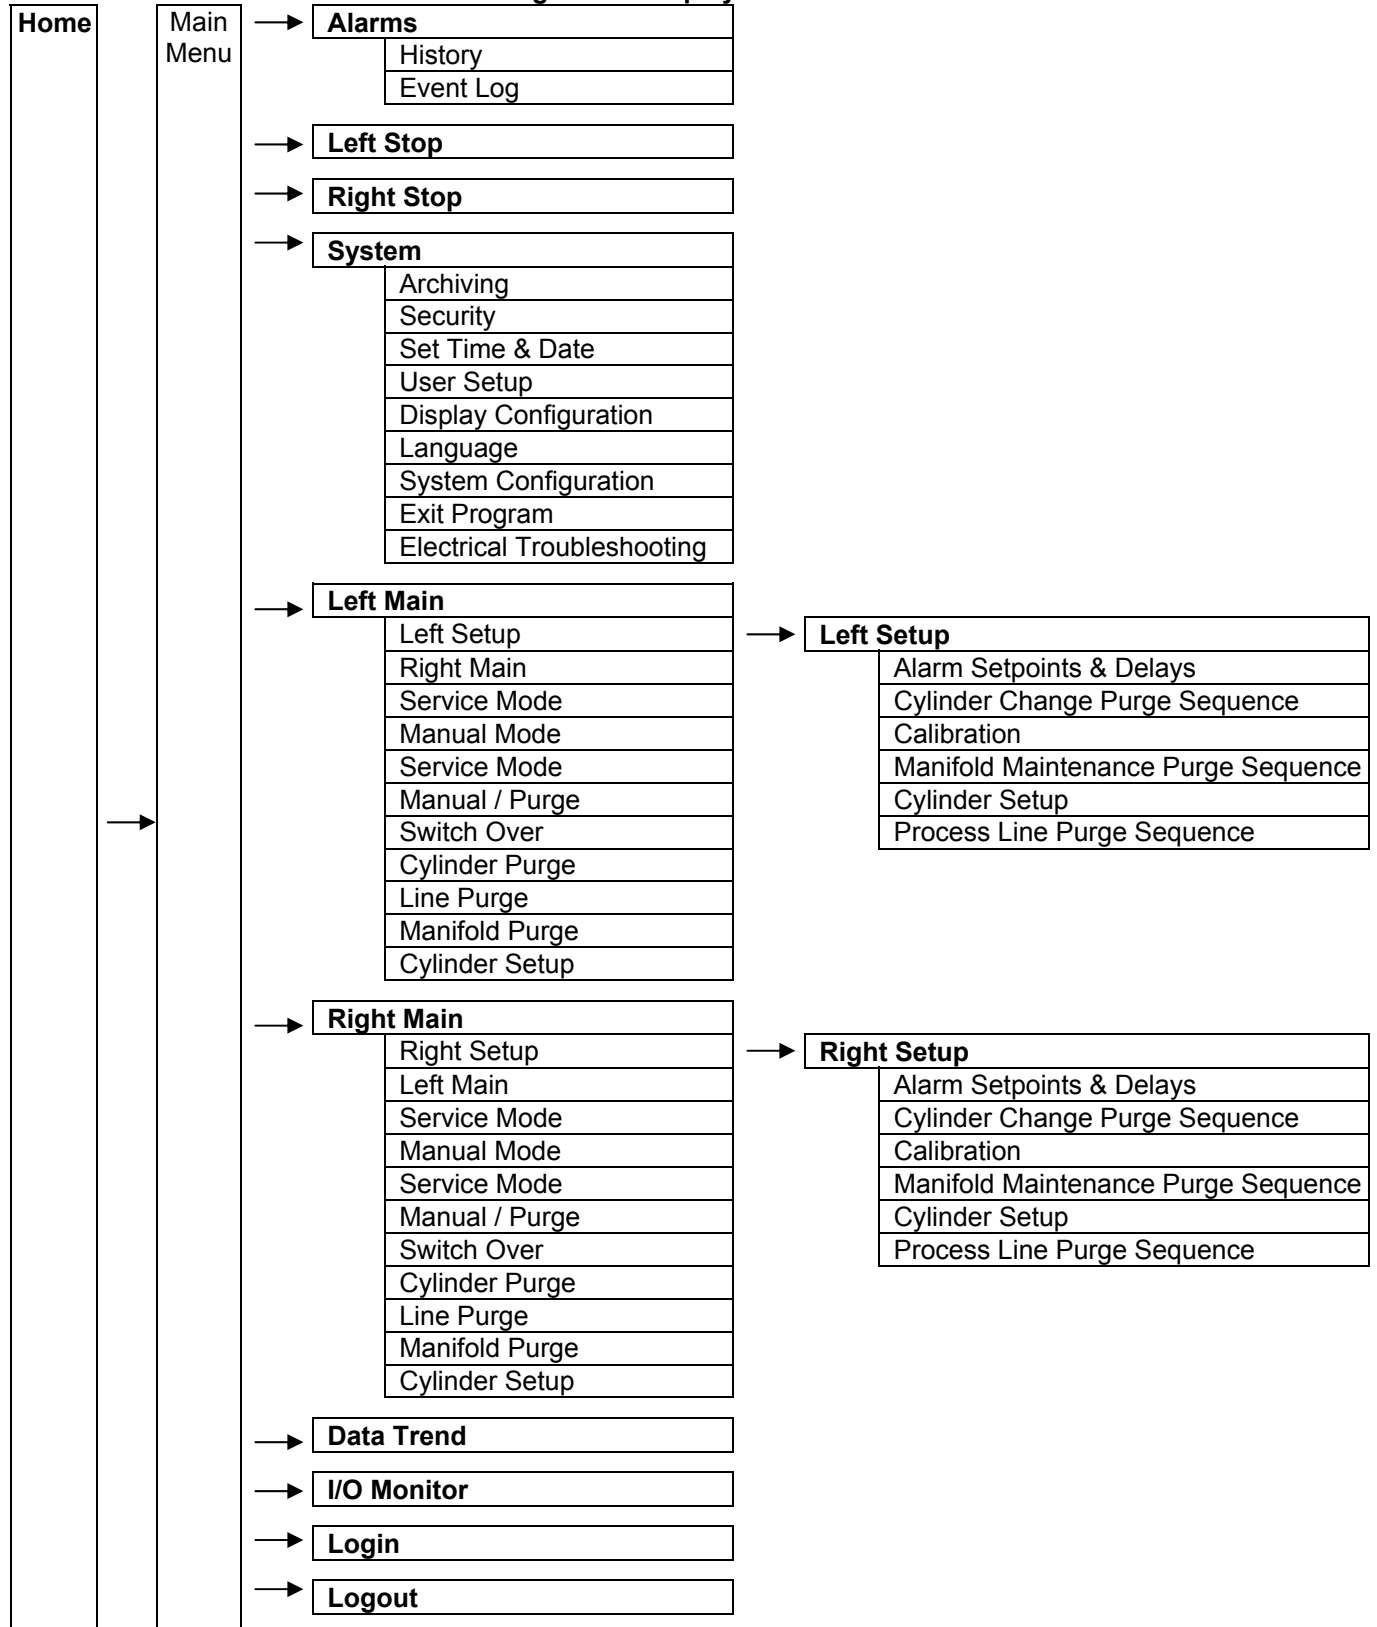 Home
Main
Menu
Alarms
History
Event Log
Left Stop
Right Stop
System
Archiving
Security
Set Time & Date
User Setup
Display Configuration
Language
System Configuration
Exit Program
Electrical Troubleshooting
Left Main
Left Setup
Right Main
Service Mode
Manual Mode
Service Mode
Manual / Purge
Switch Over
Cylinder Purge
Line Purge
Manifold Purge
Cylinder Setup
Left Setup
Alarm Setpoints & Delays
Cylinder Change Purge Sequence
Calibration
Manifold Maintenance Purge Sequence
Cylinder Setup
Process Line Purge Sequence
Right Main
Right Setup
Left Main
Service Mode
Manual Mode
Service Mode
Manual / Purge
Switch Over
Cylinder Purge
Line Purge
Manifold Purge
Cylinder Setup
Right Setup
Alarm Setpoints & Delays
Cylinder Change Purge Sequence
Calibration
Manifold Maintenance Purge Sequence
Cylinder Setup
Process Line Purge Sequence
Data Trend
I/O Monitor
Login
Logout